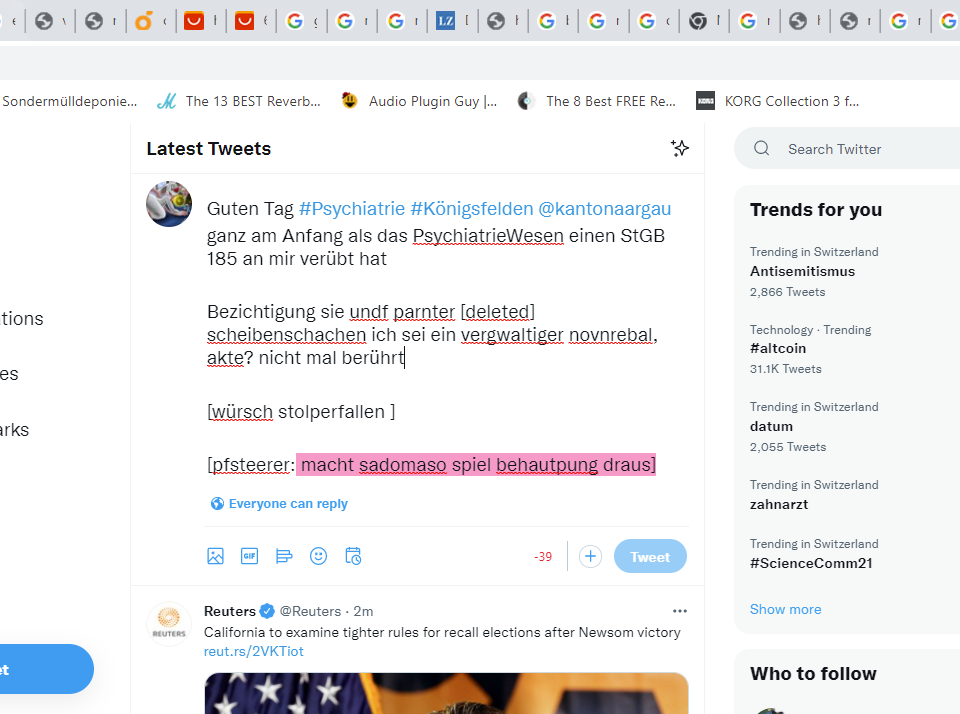 Sondermülldeponie...
The 13 BEST Reverb...
Audio Plugin Guy |...
The 8 Best FREE Re...
KORG
KORG Collection 3 f...
LZ
Latest Tweets
Search Twitter
Guten Tag #Psychiatrie #Königsfelden @kantonaargau
ganz am Anfang als das PsychiatrieWesen einen StGB
185 an mir verübt hat
Bezichtigung sie undf parnter [deleted]
scheibenschachen ich sei ein vergwaltiger novnrebal,
akte? nicht mal berührt
[würsch stolperfallen ]
[pfsteerer: macht sadomaso spiel behautpung draus]
Everyone can reply
GIF
-39
Tweet
Reuters @Reuters · 2m
REUTERS
California to examine tighter rules for recall elections after Newsom victory
reut.rs/2VKTiot
Trends for you
Trending in Switzerland
Antisemitismus
2,866 Tweets
Technology · Trending
#altcoin
31.1K Tweets
Trending in Switzerland
datum
2,055 Tweets
Trending in Switzerland
zahnarzt
Trending in Switzerland
#ScienceComm21
Show more
Who to follow
ations
es
arks
et